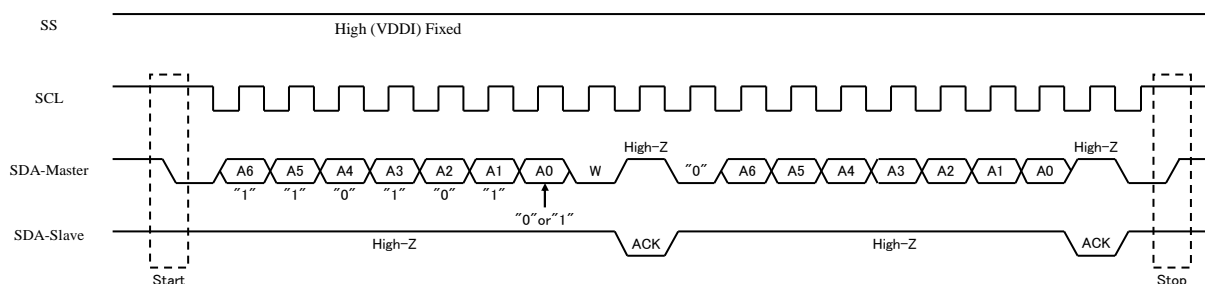 SS
High (VDDI) Fixed
SCL
SDA-Master
A6 A5 A4 A3 A2 A1 A0 W High-Z "0" A6 A5 A4 A3 A2 A1 A0 High-Z
"1" "1" "0" "1" "0" "1"
"0"or"1"
SDA-Slave
High-Z ACK High-Z ACK
Start Stop